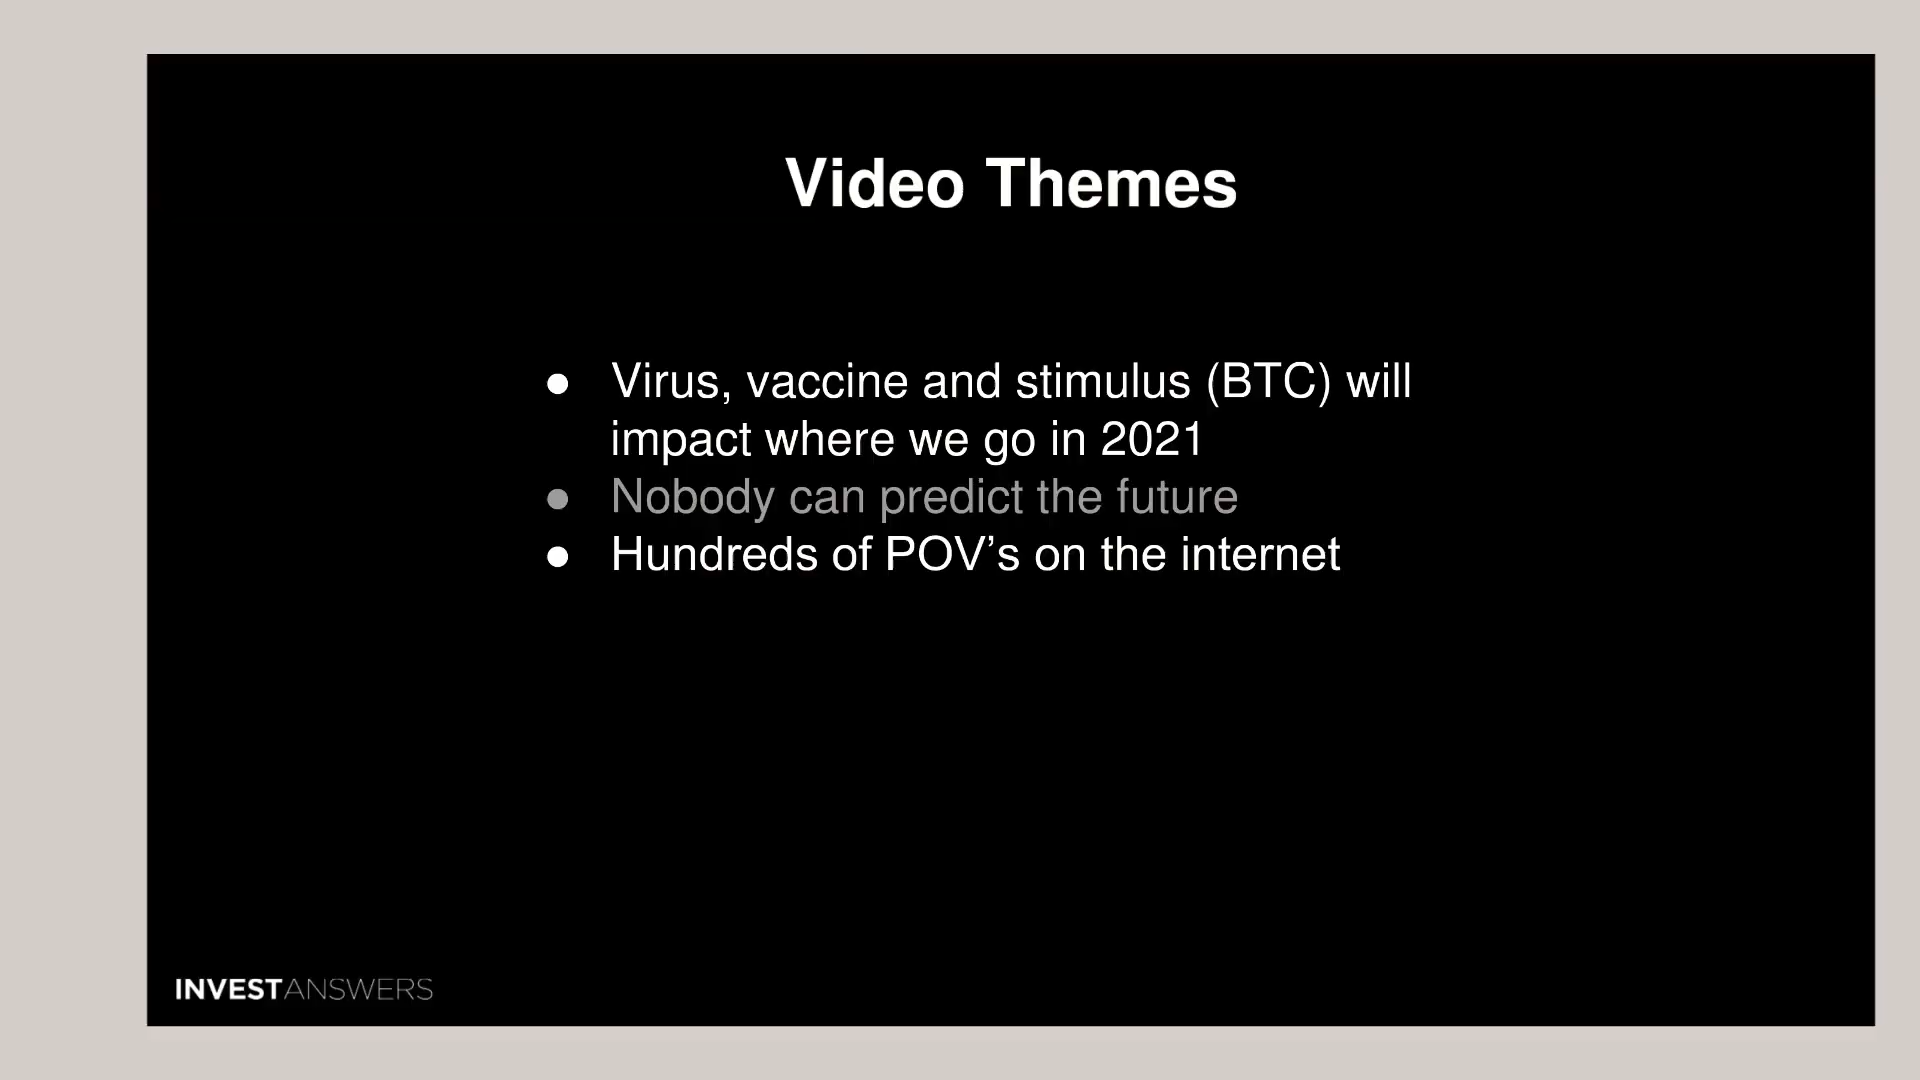 Video Themes
● Virus, vaccine and stimulus (BTC) will
impact where we go in 2021
● Nobody can predict the future
● Hundreds of POV’s on the internet
INVESTANSWERS